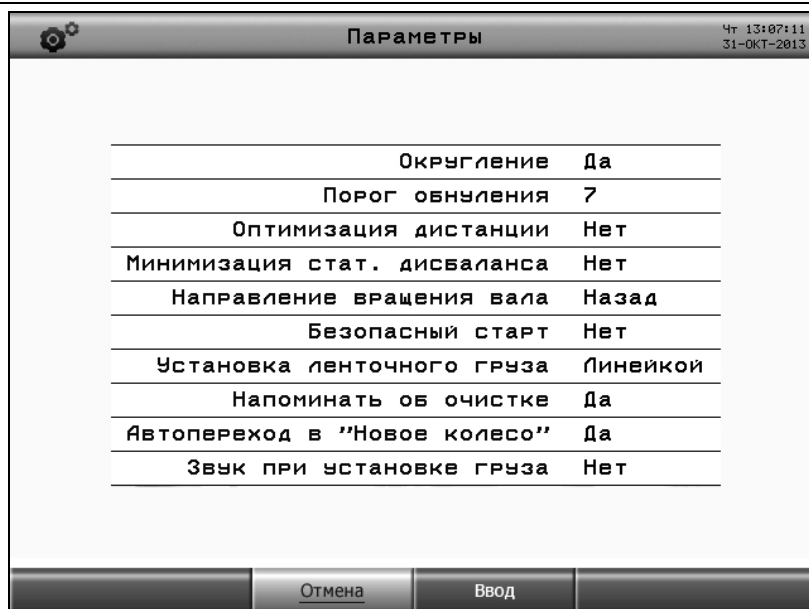 Параметры
Чт 13:07:11
31-ОКТ-2013
Округление Да
Порог обнуления 7
Оптимизация дистанции Нет
Минимизация стат. дисбаланса Нет
Направление вращения вала Назад
Безопасный старт Нет
Установка ленточного груза Линейкой
Напоминать об очистке Да
Автопереход в "Новое колесо" Да
Звук при установке груза Нет
Отмена Ввод